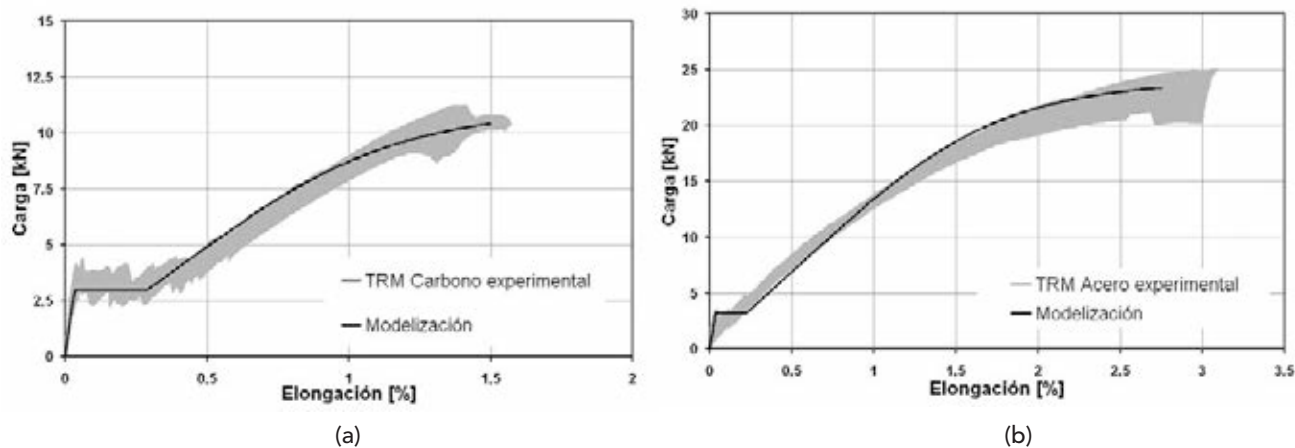 15
12.5
10
7.5
5
2.5
0
Carga [kN]
0 0.5 1 1.5 2
Elongación [%]
TRM Carbono experimental
Modelización
(a)
30
25
20
15
10
5
0
Carga [kN]
0 0.5 1 1.5 2 2.5 3 3.5
Elongación [%]
TRM Acero experimental
Modelización
(b)